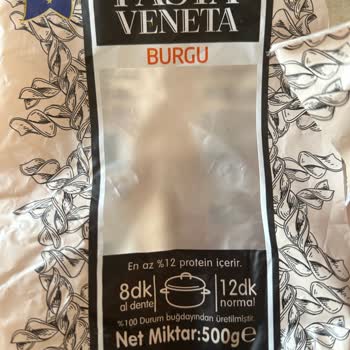 PASTA
VENETA
BURGU
En az %12 protein içerir.
8dk 12dk
al dente normal
%100 Durum buğdayından üretilmiştir.
Net Miktar:500g℮